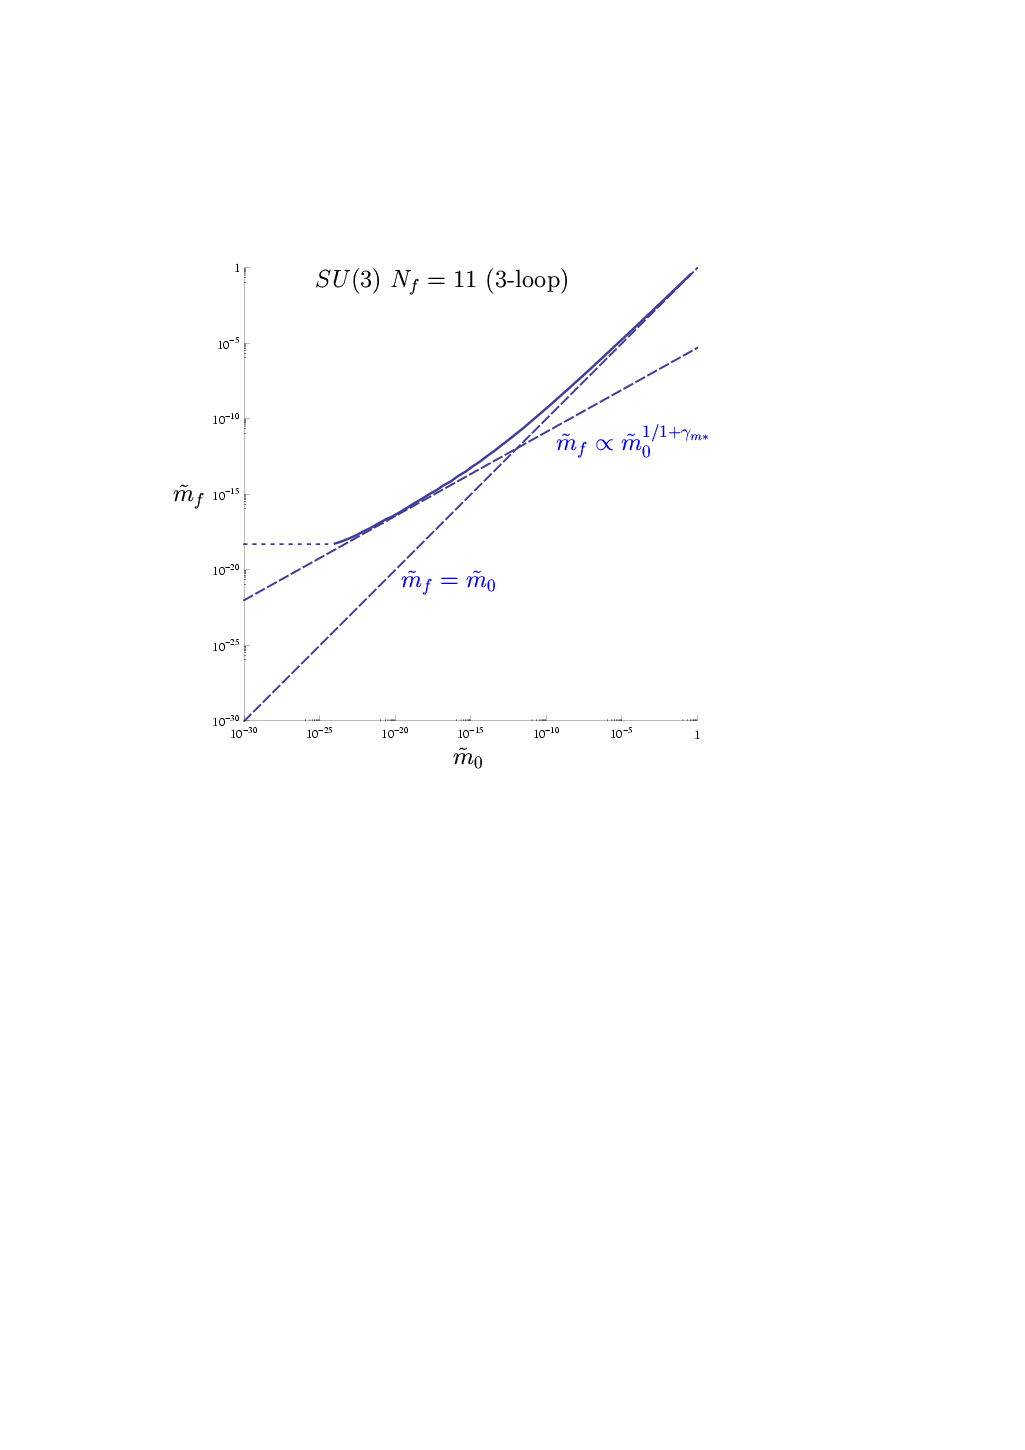 SU(3) N_f = 11 (3-loop)
1
10^{-5}
10^{-10}
m̃_f ∝ m̃_0^{1/1+γ_{m*}}
m̃_f
10^{-15}
10^{-20}
m̃_f = m̃_0
10^{-25}
10^{-30}
10^{-30} 10^{-25} 10^{-20} 10^{-15} 10^{-10} 10^{-5} 1
m̃_0